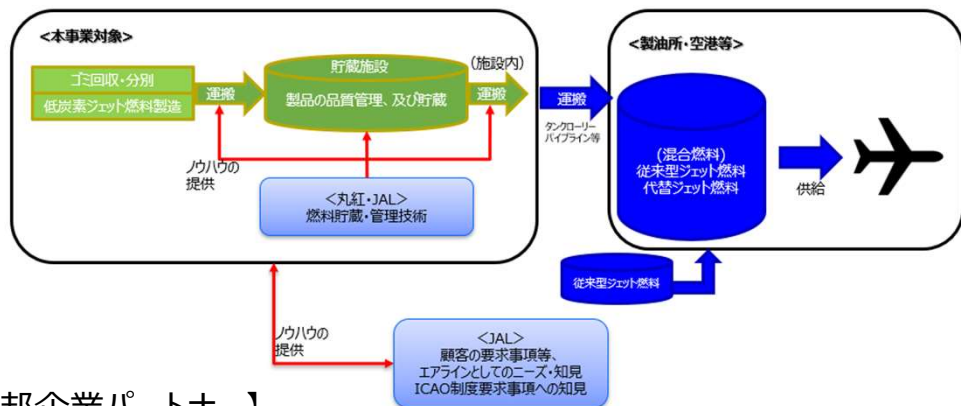 <本事業対象>
ゴミ回収・分別
低炭素ジェット燃料製造
運搬
貯蔵施設
製品の品質管理、及び貯蔵
(施設内)
運搬
ノウハウの
提供
<丸紅・JAL>
燃料貯蔵・管理技術
運搬
タンクローリー
パイプライン等
<製油所・空港等>
(混合燃料)
従来型ジェット燃料
代替ジェット燃料
供給
従来型ジェット燃料
ノウハウの
提供
<JAL>
顧客の要求事項等、
エアラインとしてのニーズ・知見
ICAO制度要求事項への知見